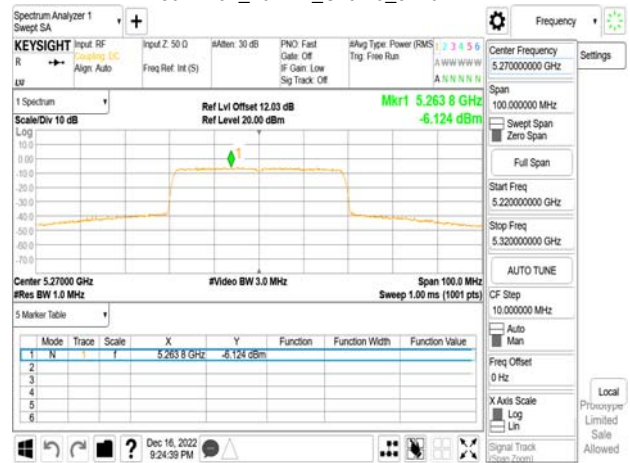 Spectrum Analyzer 1
Swept SA
Frequency
KEYSIGHT
R
Input: RF
Coupling: DC
Align: Auto
Input Z: 50 Ω
Freq Ref: Int (S)
#Atten: 30 dB
PNO: Fast
Gate: Off
IF Gain: Low
Sig Track: Off
#Avg Type: Power (RMS
Trig: Free Run
1 2 3 4 5 6
A W W W W W
A N N N N N
1 Spectrum
Scale/Div 10 dB
Ref Lvl Offset 12.03 dB
Ref Level 20.00 dBm
Mkr1 5.263 8 GHz
-6.124 dBm
Log
10.0
0.00
-10.0
-20.0
-30.0
-40.0
-50.0
-60.0
-70.0
1
Center 5.27000 GHz
#Res BW 1.0 MHz
#Video BW 3.0 MHz
Span 100.0 MHz
Sweep 1.00 ms (1001 pts)
5 Marker Table
Mode Trace Scale X Y Function Function Width Function Value
1 N 1 f 5.263 8 GHz -6.124 dBm
2
3
4
5
6
Dec 16, 2022
9:24:39 PM
Center Frequency
5.270000000 GHz
Settings
Span
100.000000 MHz
Swept Span
Zero Span
Full Span
Start Freq
5.220000000 GHz
Stop Freq
5.320000000 GHz
AUTO TUNE
CF Step
10.000000 MHz
Auto
Man
Freq Offset
0 Hz
X Axis Scale
Log
Lin
Signal Track
(Span Zoom)
Local
Prototype
Limited
Sale
Allowed